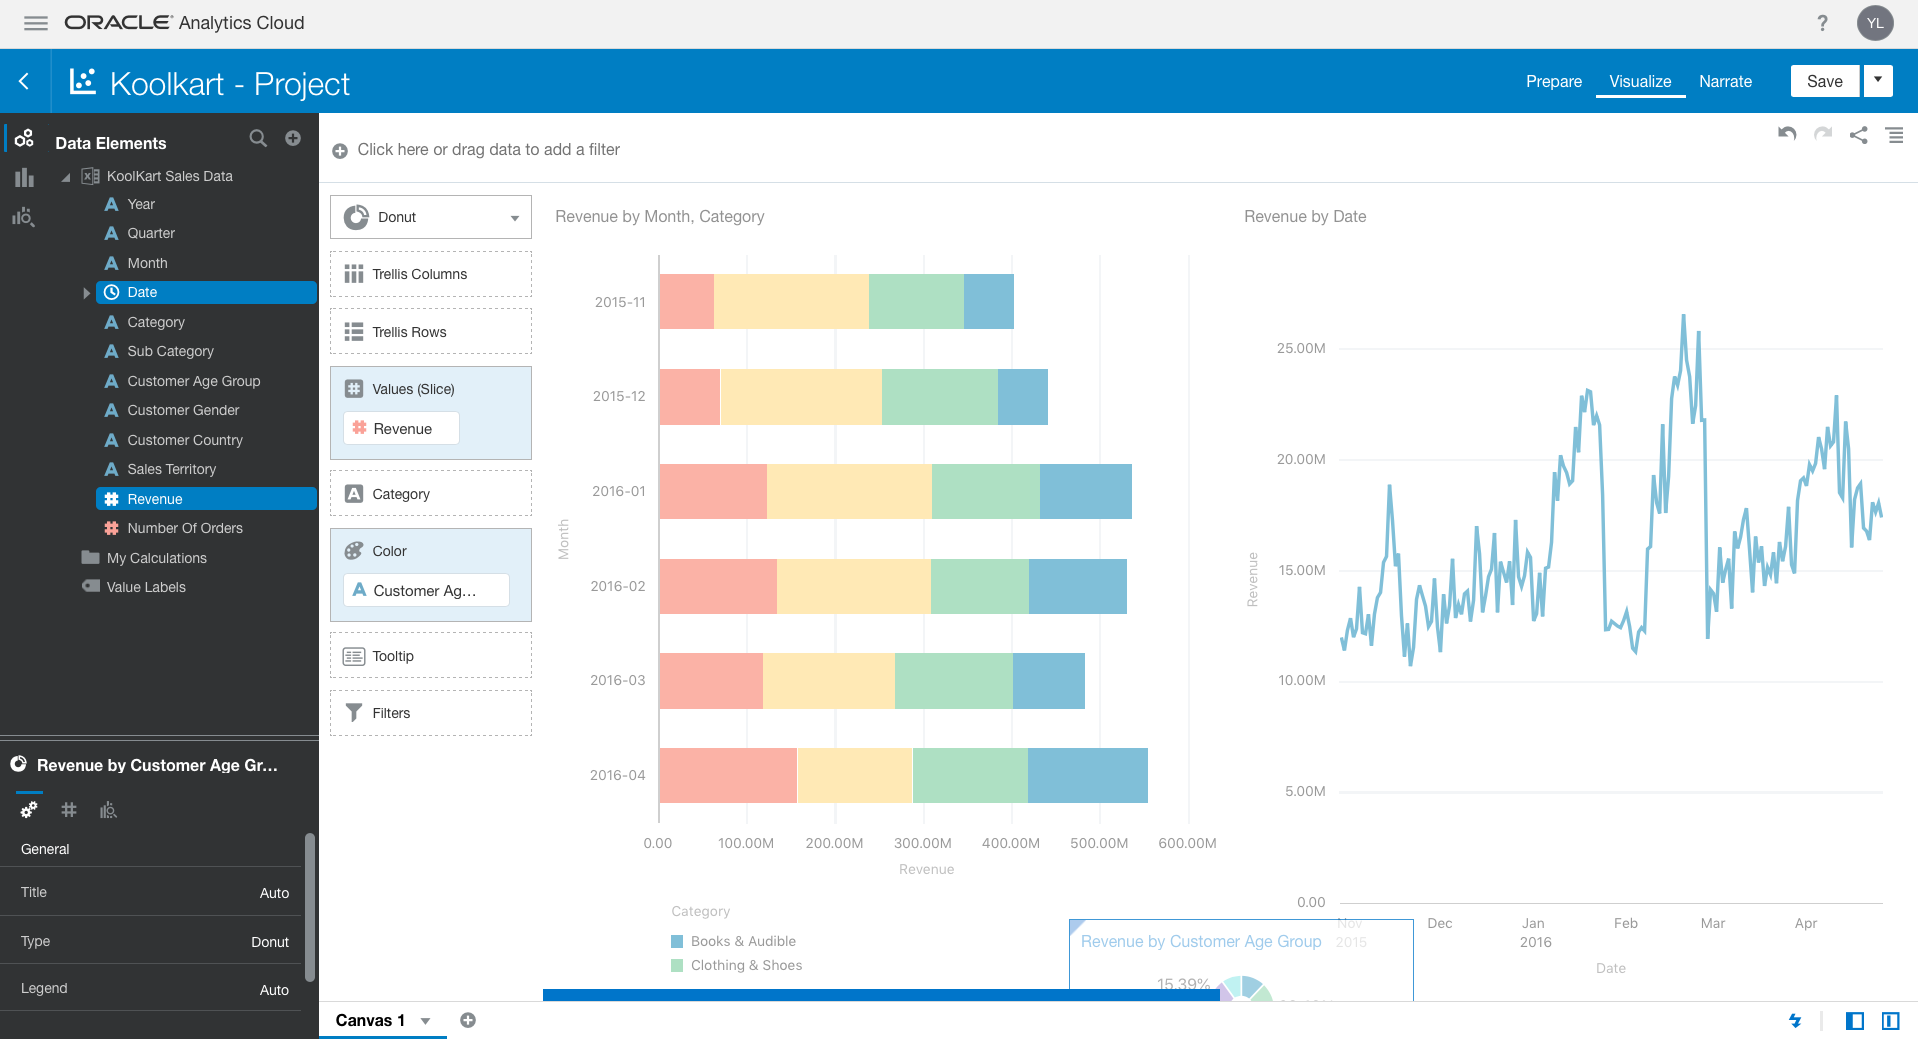 ORACLE Analytics Cloud
?
YL
Koolkart - Project
Prepare
Visualize
Narrate
Save
Data Elements
KoolKart Sales Data
Year
Quarter
Month
Date
Category
Sub Category
Customer Age Group
Customer Gender
Customer Country
Sales Territory
Revenue
Number Of Orders
My Calculations
Value Labels
Revenue by Customer Age Gr...
General
Title
Auto
Type
Donut
Legend
Auto
Click here or drag data to add a filter
Donut
Trellis Columns
Trellis Rows
Values (Slice)
Revenue
Category
Color
Customer Ag...
Tooltip
Filters
Revenue by Month, Category
Month
2015-11
2015-12
2016-01
2016-02
2016-03
2016-04
0.00
100.00M
200.00M
300.00M
400.00M
500.00M
600.00M
Revenue
Category
Books & Audible
Clothing & Shoes
Revenue by Date
Revenue
25.00M
20.00M
15.00M
10.00M
5.00M
0.00
Nov
2015
Dec
Jan
2016
Feb
Mar
Apr
Date
Revenue by Customer Age Group
15.39%
Canvas 1